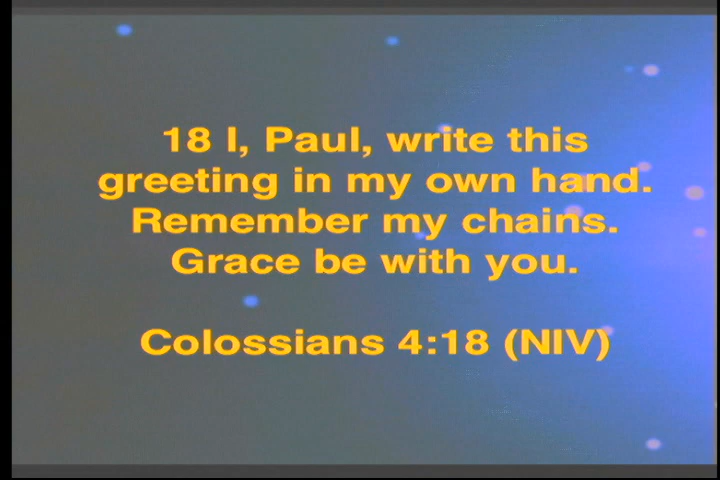 18 I, Paul, write this
greeting in my own hand.
Remember my chains.
Grace be with you.
Colossians 4:18 (NIV)